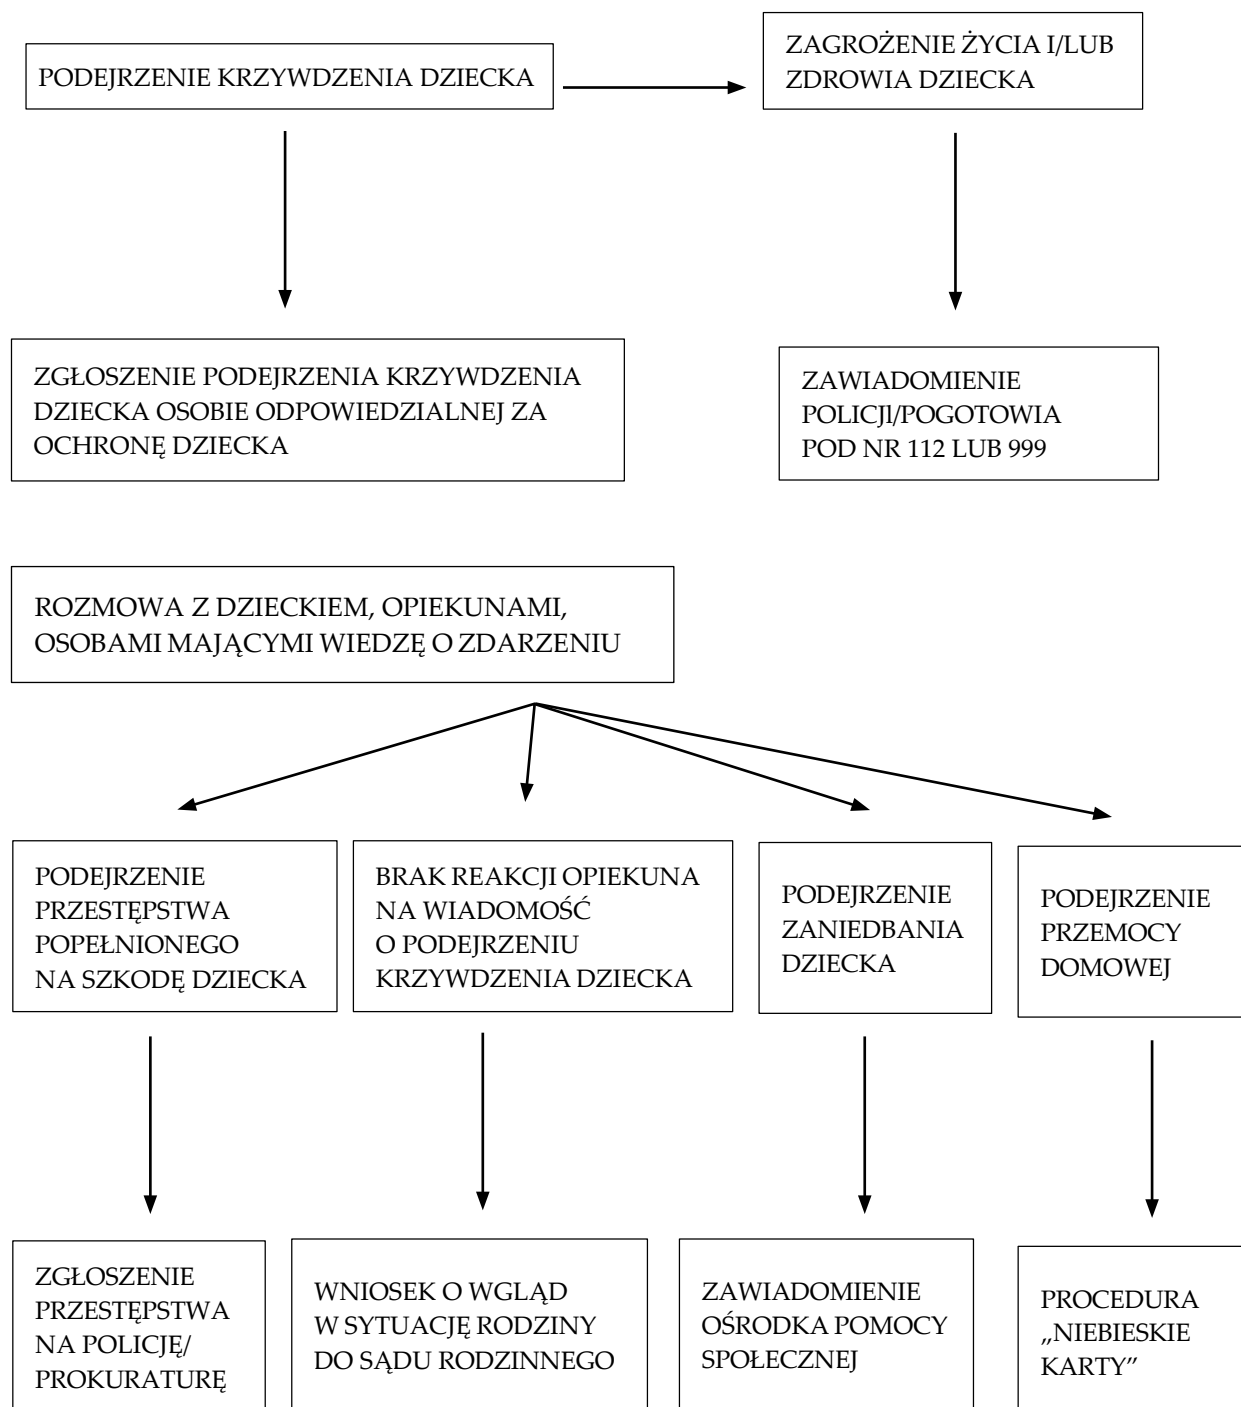 PODEJRZENIE KRZYWDZENIA DZIECKA
ZAGROŻENIE ŻYCIA I/LUB
ZDROWIA DZIECKA
ZGŁOSZENIE PODEJRZENIA KRZYWDZENIA
DZIECKA OSOBIE ODPOWIEDZIALNEJ ZA
OCHRONĘ DZIECKA
ZAWIADOMIENIE
POLICJI/POGOTOWIA
POD NR 112 LUB 999
ROZMOWA Z DZIECKIEM, OPIEKUNAMI,
OSOBAMI MAJĄCYMI WIEDZĘ O ZDARZENIU
PODEJRZENIE
PRZESTĘPSTWA
POPEŁNIONEGO
NA SZKODĘ DZIECKA
BRAK REAKCJI OPIEKUNA
NA WIADOMOŚĆ
O PODEJRZENIU
KRZYWDZENIA DZIECKA
PODEJRZENIE
ZANIEDBANIA
DZIECKA
PODEJRZENIE
PRZEMOCY
DOMOWEJ
ZGŁOSZENIE
PRZESTĘPSTWA
NA POLICJĘ/
PROKURATURĘ
WNIOSEK O WGLĄD
W SYTUACJĘ RODZINY
DO SĄDU RODZINNEGO
ZAWIADOMIENIE
OŚRODKA POMOCY
SPOŁECZNEJ
PROCEDURA
„NIEBIESKIE
KARTY”